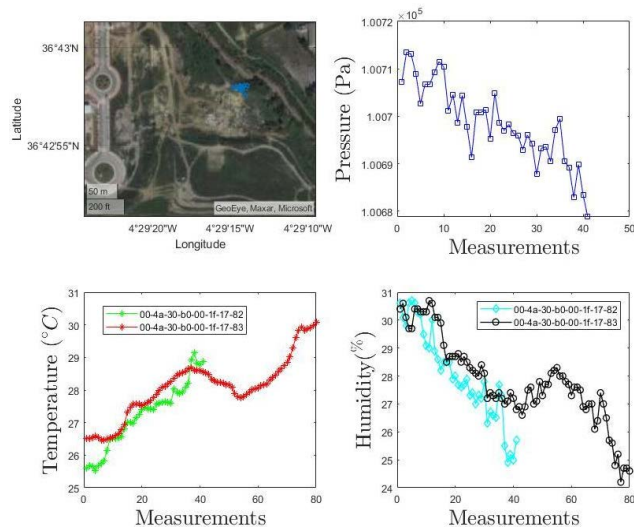 36°43'N
36°42'55"
Latitude
50 m
200 ft
GeoEye, Maxar, Microsoft
4°29'20"W 4°29'15"W 4°29'10"W
Longitude
×10⁵
1.0072
1.0071
1.007
1.0069
1.0068
Pressure (Pa)
0 10 20 30 40 50
Measurements
31
30
29
28
27
26
25
Temperature (°C)
00-4a-30-b0-00-1f-17-82
00-4a-30-b0-00-1f-17-83
0 20 40 60 80
Measurements
31
30
29
28
27
26
25
24
Humidity(%)
00-4a-30-b0-00-1f-17-82
00-4a-30-b0-00-1f-17-83
0 20 40 60 80
Measurements